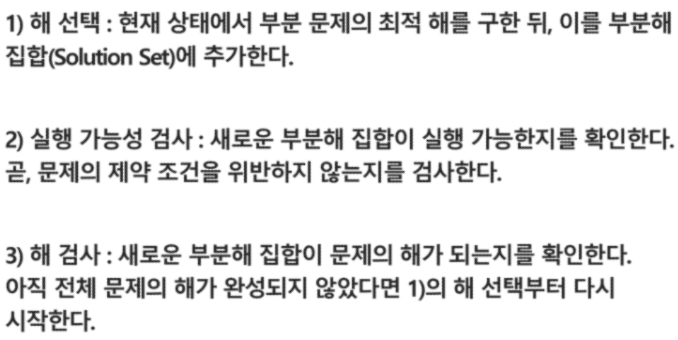 1) 해 선택 : 현재 상태에서 부분 문제의 최적 해를 구한 뒤, 이를 부분해
집합(Solution Set)에 추가한다.
2) 실행 가능성 검사 : 새로운 부분해 집합이 실행 가능한지를 확인한다.
곧, 문제의 제약 조건을 위반하지 않는지를 검사한다.
3) 해 검사 : 새로운 부분해 집합이 문제의 해가 되는지를 확인한다.
아직 전체 문제의 해가 완성되지 않았다면 1)의 해 선택부터 다시
시작한다.